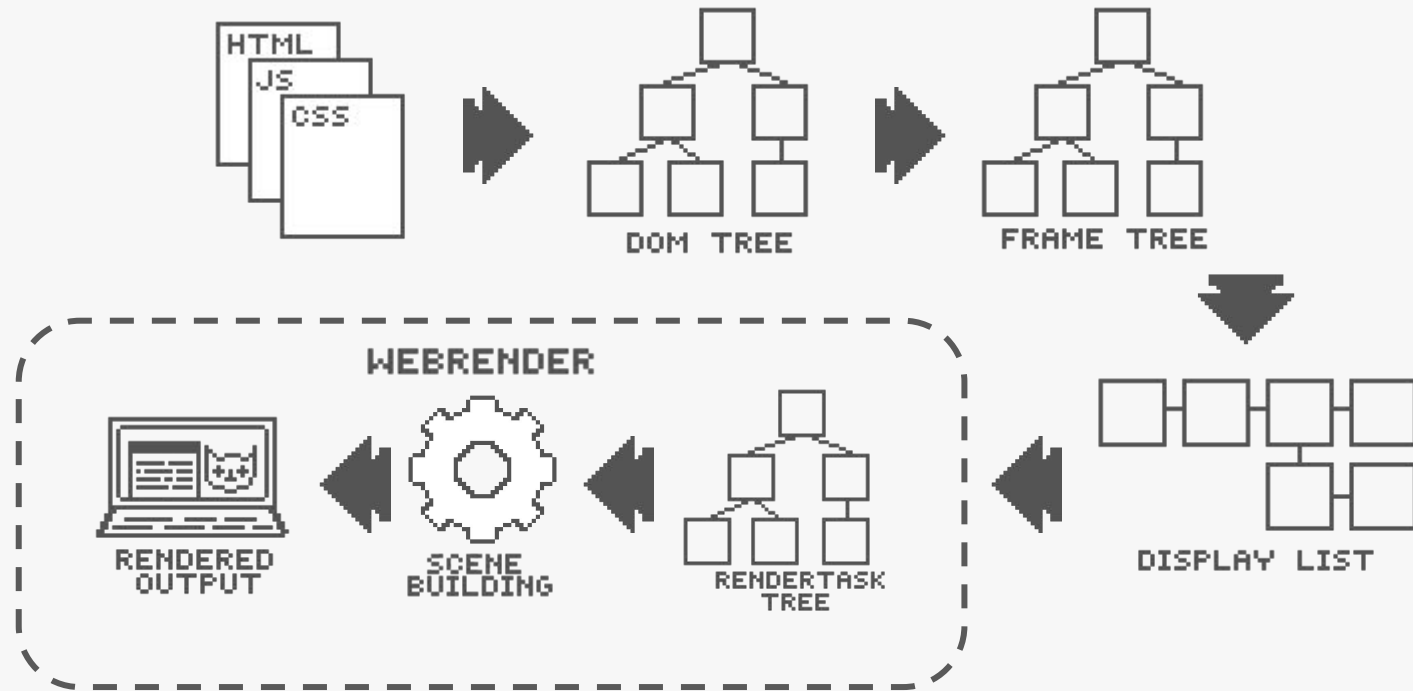 HTML
JS
CSS
DOM TREE
FRAME TREE
WEBRENDER
RENDERED
OUTPUT
SCENE
BUILDING
RENDERTASK
TREE
DISPLAY LIST